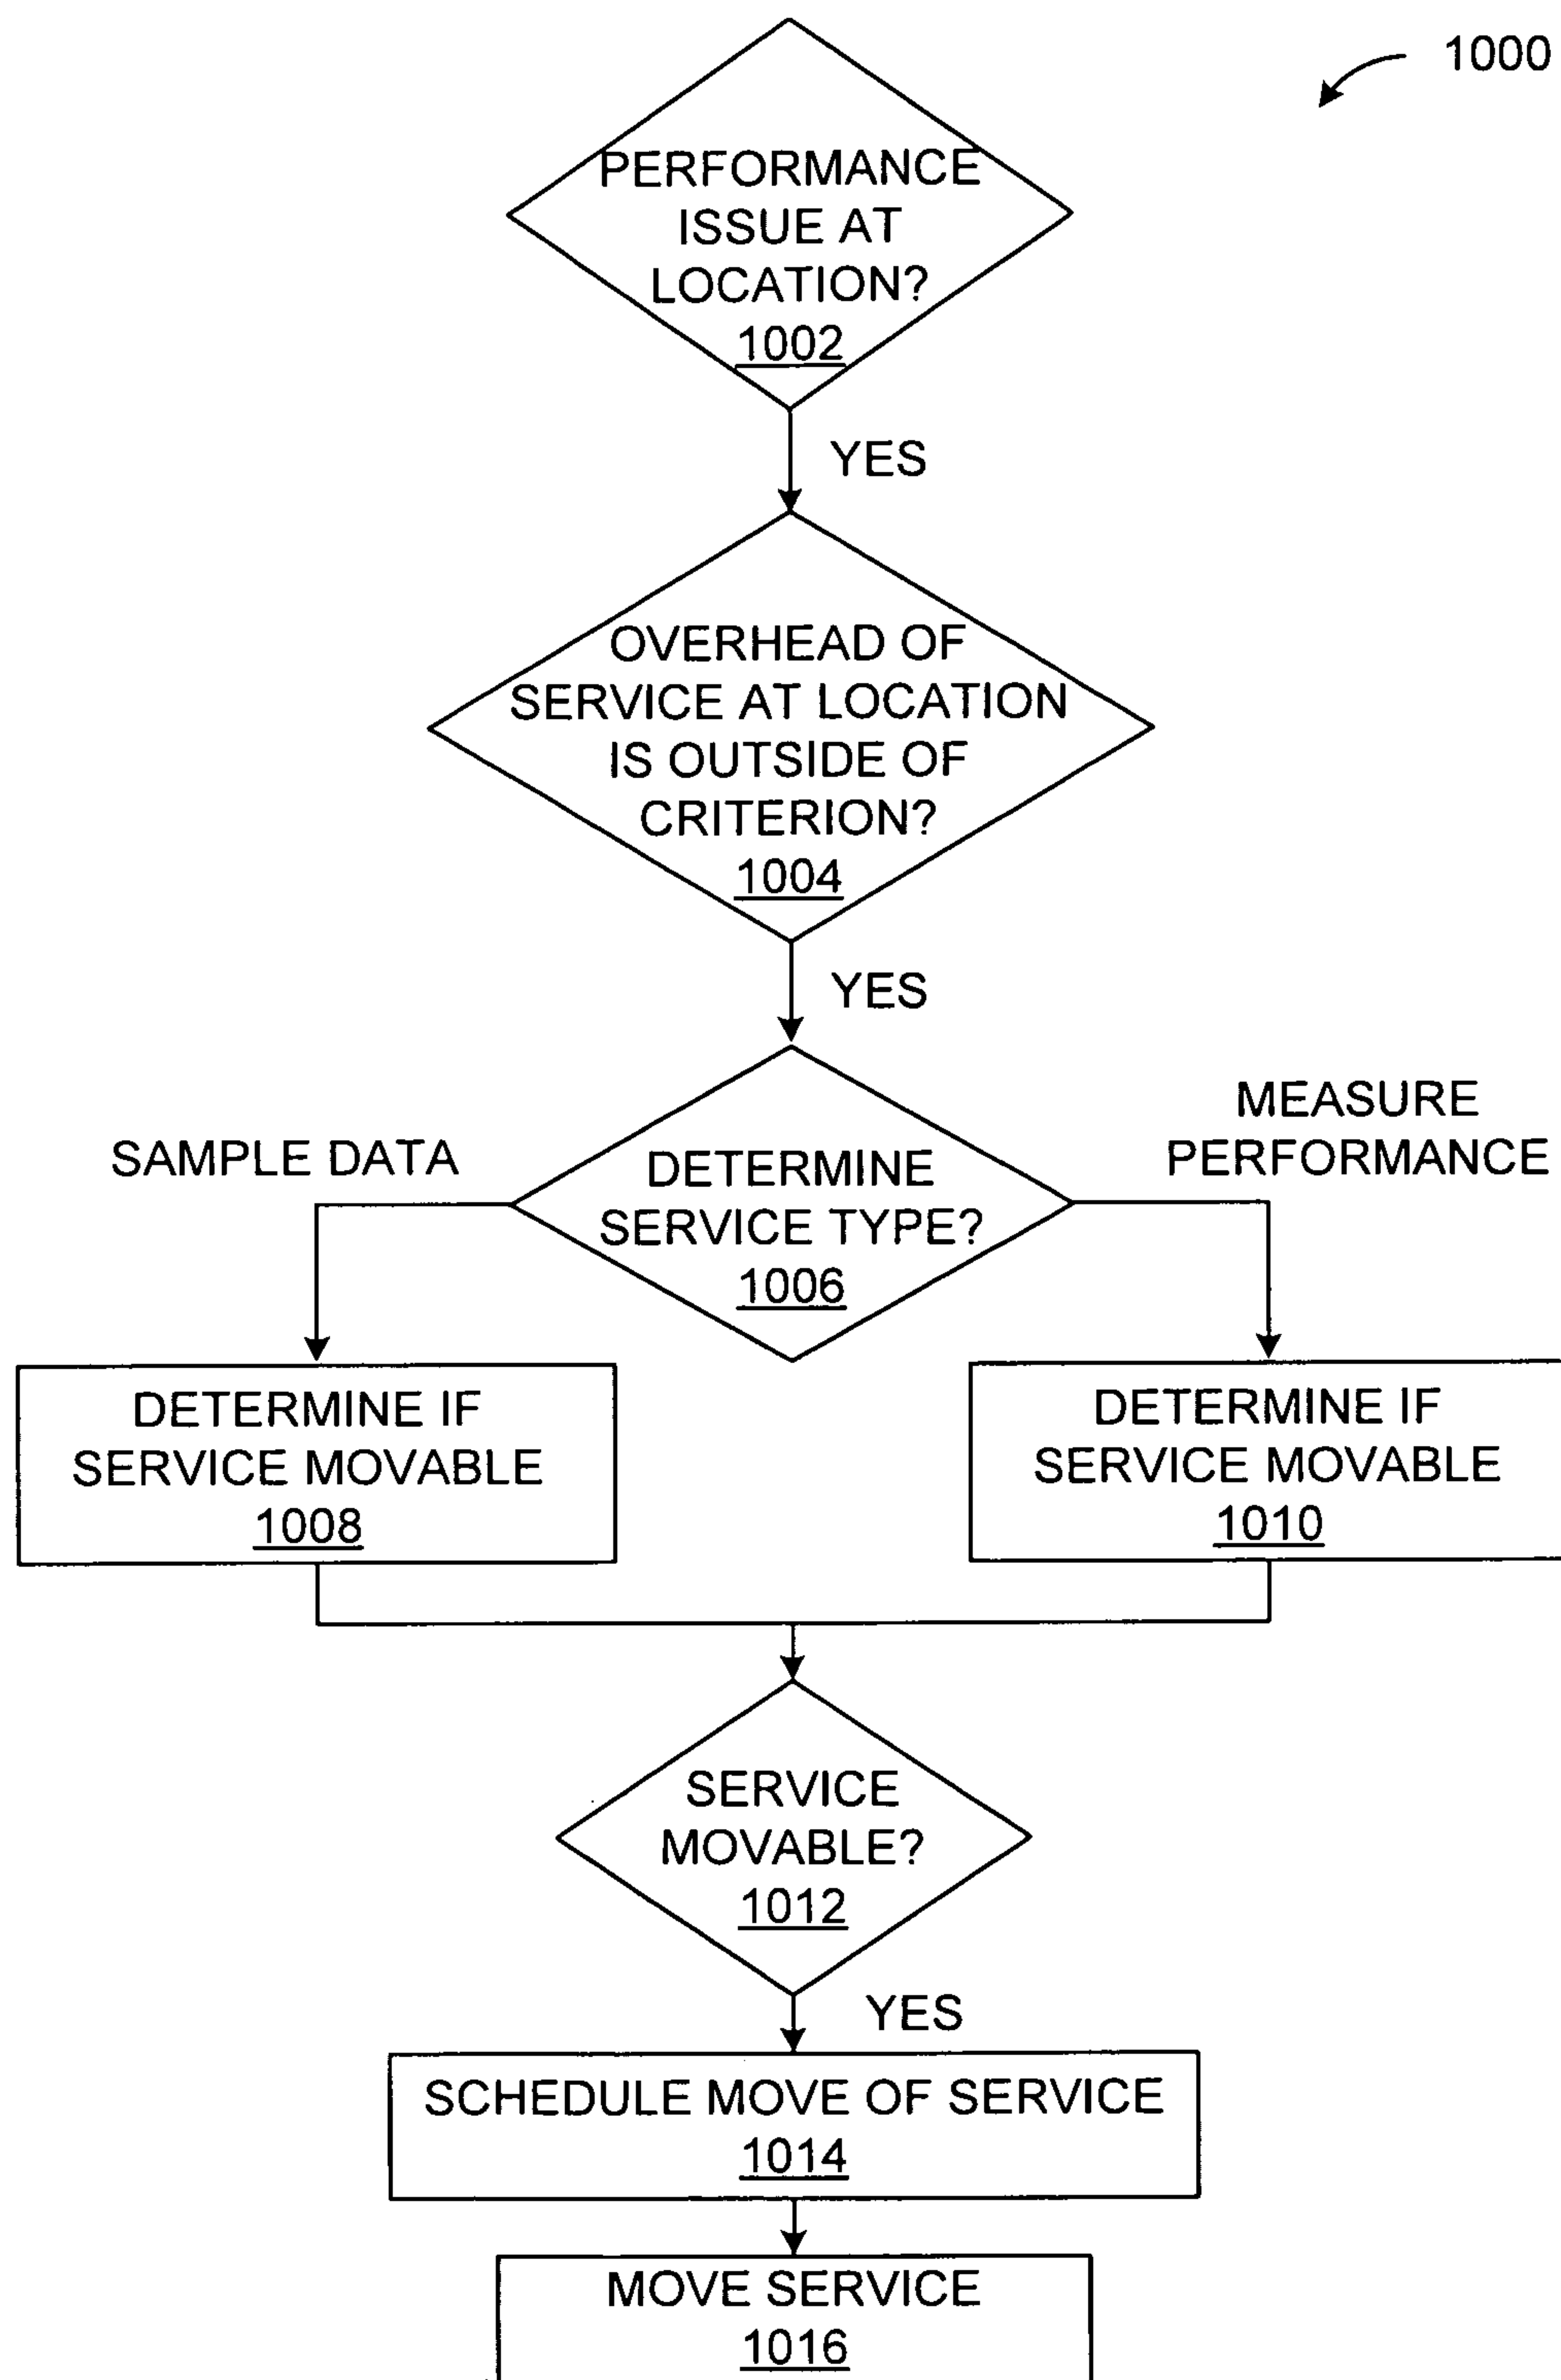 1000
PERFORMANCE
ISSUE AT
LOCATION?
1002
YES
OVERHEAD OF
SERVICE AT LOCATION
IS OUTSIDE OF
CRITERION?
1004
YES
SAMPLE DATA
MEASURE
PERFORMANCE
DETERMINE
SERVICE TYPE?
1006
DETERMINE IF
SERVICE MOVABLE
1008
DETERMINE IF
SERVICE MOVABLE
1010
SERVICE
MOVABLE?
1012
YES
SCHEDULE MOVE OF SERVICE
1014
MOVE SERVICE
1016